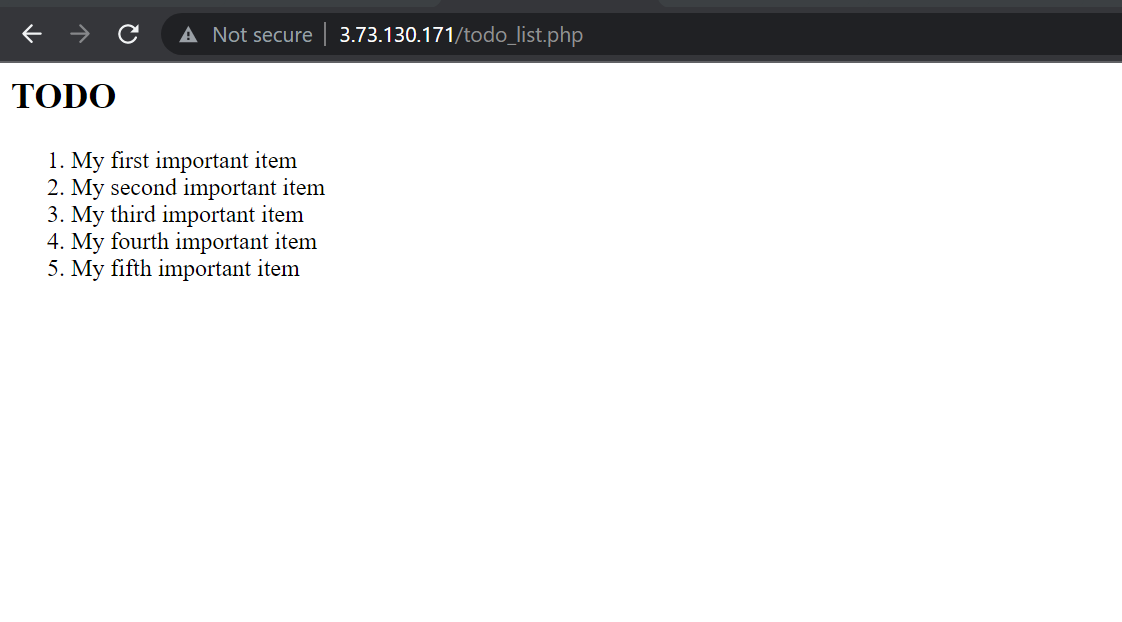 Not secure | 3.73.130.171/todo_list.php
TODO
1. My first important item
2. My second important item
3. My third important item
4. My fourth important item
5. My fifth important item